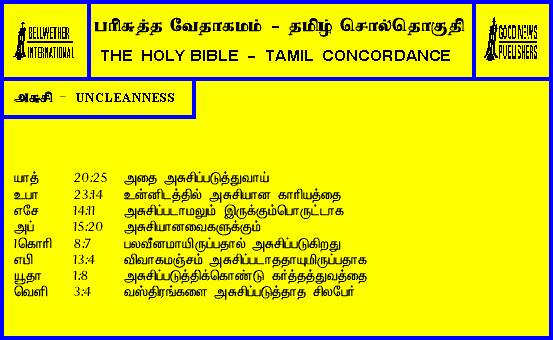 BELLWETHER
INTERNATIONAL
பரிசுத்த வேதாகமம் - தமிழ் சொல்தொகுதி
THE HOLY BIBLE - TAMIL CONCORDANCE
GOOD NEWS
PUBLISHERS
அசுசி - UNCLEANNESS
யாத் 20:25 அதை அசுசிப்படுத்துவாய்
உபா 23:14 உன்னிடத்தில் அசுசியான காரியத்தை
எசே 14:11 அசுசிப்படாமலும் இருக்கும்பொருட்டாக
அப் 15:20 அசுசியானவைகளுக்கும்
1கொரி 8:7 பலவீனமாயிருப்பதால் அசுசிப்படுகிறது
எபி 13:4 விவாகமஞ்சம் அசுசிப்படாததாயுமிருப்பதாக
யூதா 1:8 அசுசிப்படுத்திக்கொண்டு கர்த்தத்துவத்தை
வெளி 3:4 வஸ்திரங்களை அசுசிப்படுத்தாத சிலபேர்